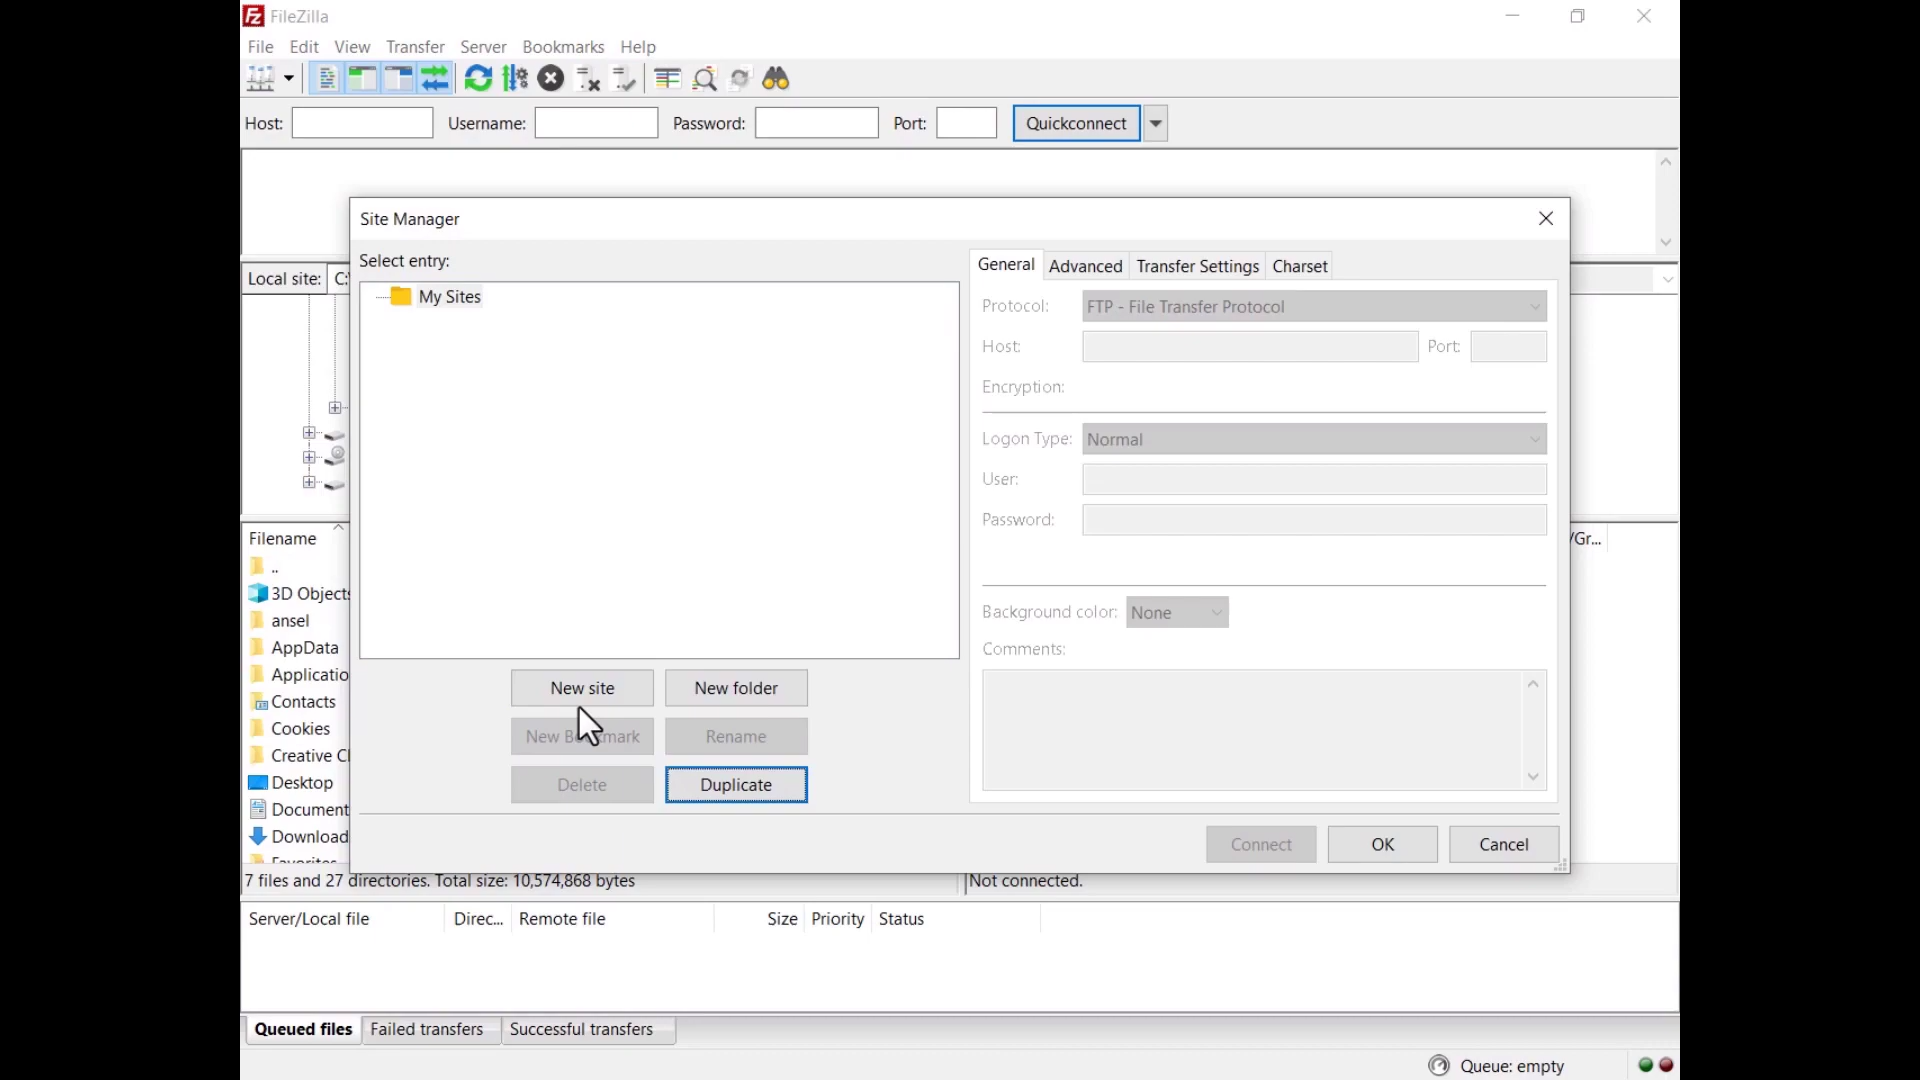 FileZilla
File Edit View Transfer Server Bookmarks Help
Host: Username: Password: Port: Quickconnect
Site Manager
Select entry:
My Sites
General Advanced Transfer Settings Charset
Protocol: FTP - File Transfer Protocol
Host: Port:
Encryption:
Logon Type: Normal
User:
Password:
Background color: None
Comments:
New site New folder
New Rename
Delete Duplicate
Connect OK Cancel
Local site: C:
Filename /Gr...
..
3D Objects
ansel
AppData
Applicatio
Contacts
Cookies
Creative Cl
Desktop
Document
Download
Favorites
7 files and 27 directories. Total size: 10,574,868 bytes Not connected.
Server/Local file Direc... Remote file Size Priority Status
Queued files Failed transfers Successful transfers
Queue: empty